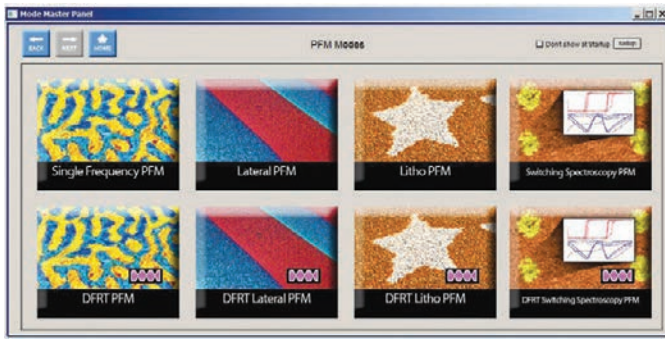 Mode Master Panel
BACK
NEXT
HOME
PFM Modes
Don't show at startup
Single Frequency PFM
Lateral PFM
Litho PFM
Switching Spectroscopy PFM
DFRT PFM
DFRT Lateral PFM
DFRT Litho PFM
DFRT Switching Spectroscopy PFM